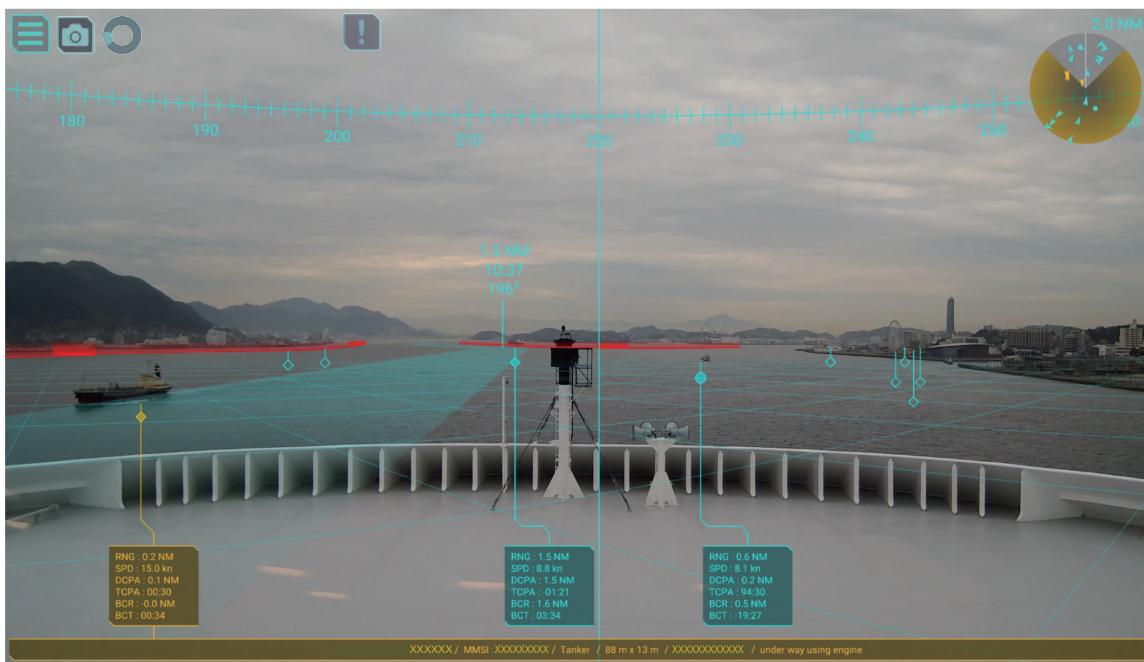 !
2.0 NM
180
190
200
210
220
230
240
250
260
1.5 NM
10:37
196°
RNG : 0.2 NM
SPD : 15.0 kn
DCPA : 0.1 NM
TCPA : 00:30
BCR : -0.0 NM
BCT : 00:34
RNG : 1.5 NM
SPD : 8.8 kn
DCPA : 1.5 NM
TCPA : -01:21
BCR : 1.6 NM
BCT : 03:34
RNG : 0.6 NM
SPD : 8.1 kn
DCPA : 0.2 NM
TCPA : 94:30
BCR : 0.5 NM
BCT : -19:27
XXXXXX / MMSI :XXXXXXXXX / Tanker / 88 m x 13 m / XXXXXXXXXXXX / under way using engine